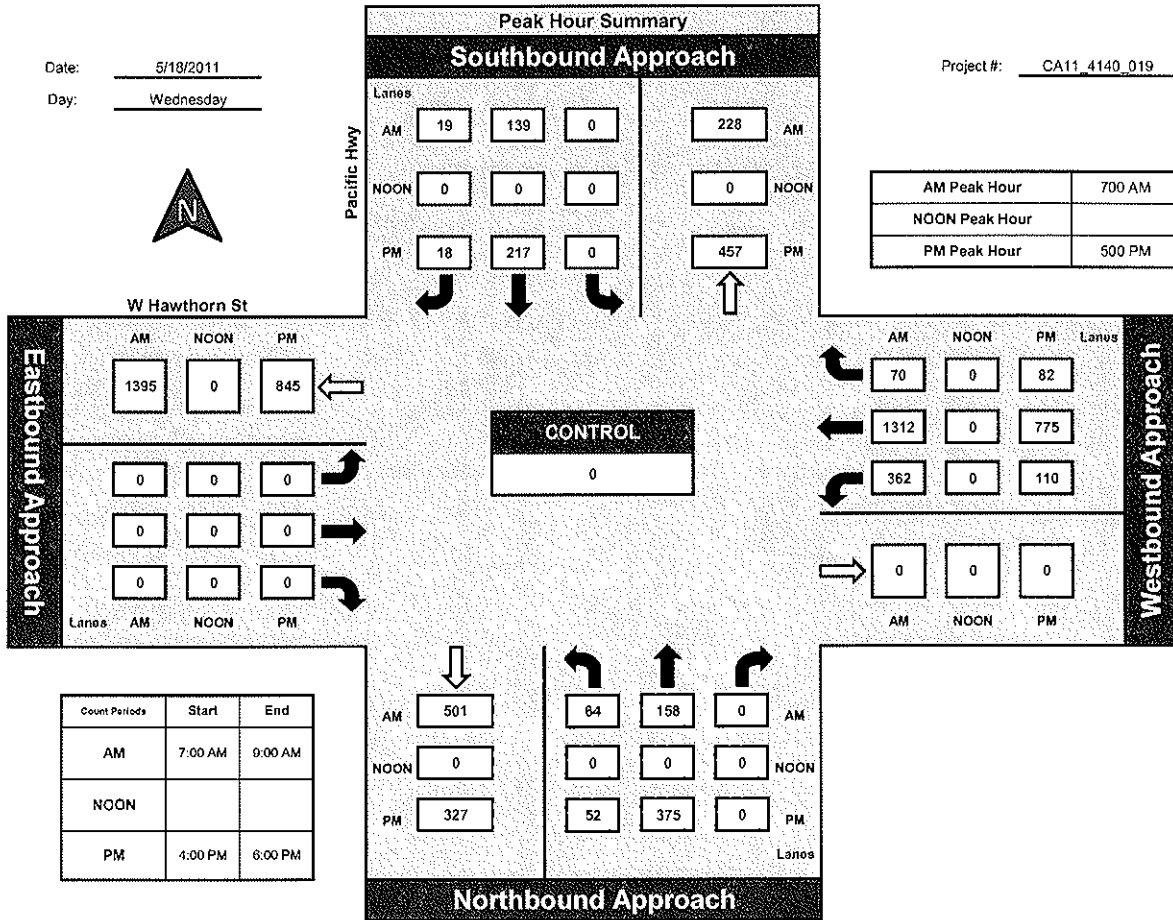 Peak Hour Summary
Southbound Approach
Date: 5/18/2011
Day: Wednesday
Project #: CA11_4140_019
Pacific Hwy
Lanes
AM 19 139 0 228 AM
NOON 0 0 0 0 NOON
PM 18 217 0 457 PM
N
AM Peak Hour 700 AM
NOON Peak Hour
PM Peak Hour 500 PM
W Hawthorn St
Eastbound Approach
AM NOON PM
1395 0 845
0 0 0
0 0 0
0 0 0
Lanes AM NOON PM
CONTROL
0
Westbound Approach
AM NOON PM Lanes
70 0 82
1312 0 775
362 0 110
0 0 0
AM NOON PM
Count Periods Start End
AM 7:00 AM 9:00 AM
NOON
PM 4:00 PM 6:00 PM
AM 501 64 158 0 AM
NOON 0 0 0 0 NOON
PM 327 52 375 0 PM
Lanes
Northbound Approach